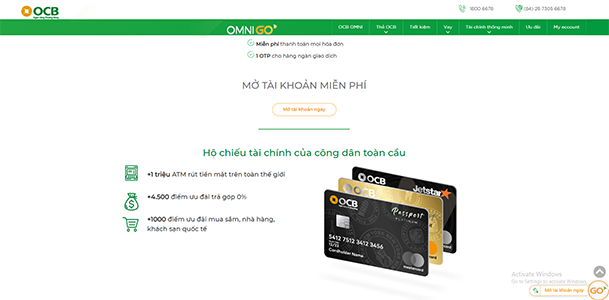 OCB
1800 6678
(84) 28 7305 6678
OMNI GO
OCB OMNI
Thẻ OCB
Tiết kiệm
Vay
Tài chính thông minh
Ưu đãi
My account
Miễn phí thanh toán mọi hóa đơn
1 OTP cho hàng ngàn giao dịch
MỞ TÀI KHOẢN MIỄN PHÍ
Mở tài khoản ngay
Hộ chiếu tài chính của công dân toàn cầu
+1 triệu ATM rút tiền mặt trên toàn thế giới
+4.500 điểm ưu đãi trả góp 0%
+1000 điểm ưu đãi mua sắm, nhà hàng,
khách sạn quốc tế
Jetstar
OCB
Passport
PLATINUM
OCB
5412 7512 3412 3456
Cardholder Name
mastercard
Activate Windows
Go to Settings to activate Windows.
Mở tài khoản ngay
GO